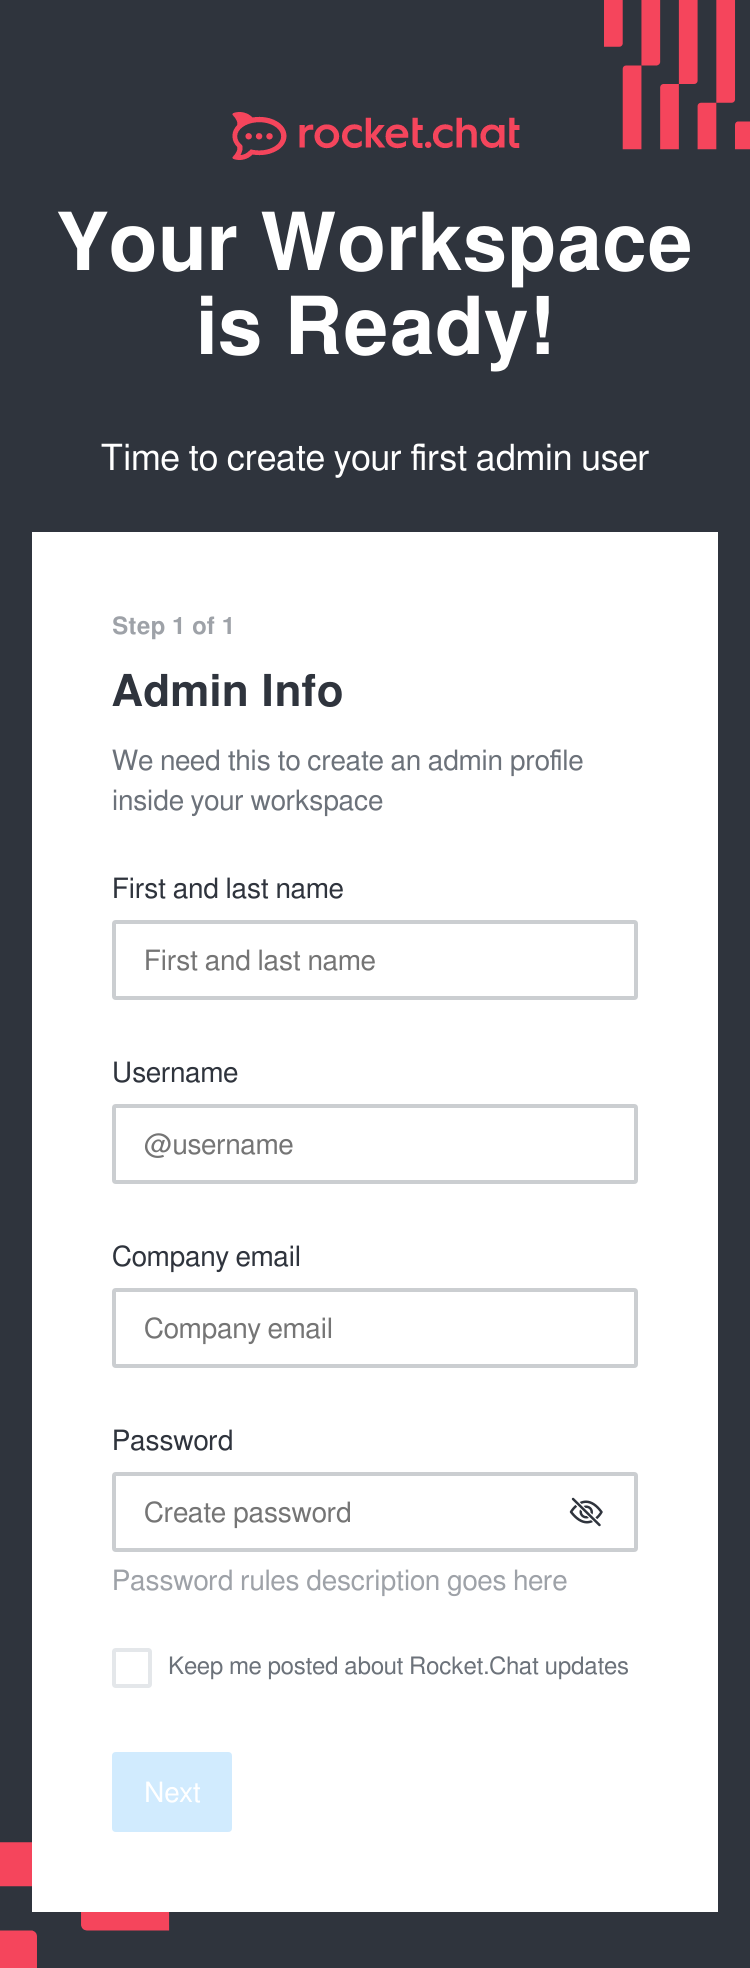 rocket.chat
Your Workspace
is Ready!
Time to create your first admin user
Step 1 of 1
Admin Info
We need this to create an admin profile
inside your workspace
First and last name
First and last name
Username
@username
Company email
Company email
Password
Create password
Password rules description goes here
Keep me posted about Rocket.Chat updates
Next